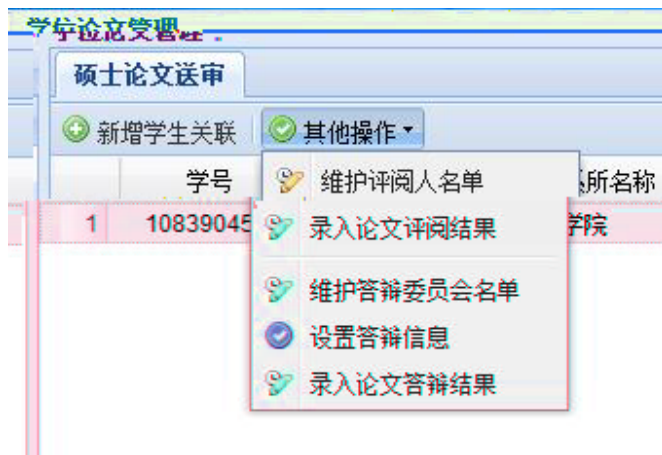 学位论文管理
硕士论文送审
新增学生关联 其他操作
学号 所名称
维护评阅人名单
1 10839045 学院
录入论文评阅结果
维护答辩委员会名单
设置答辩信息
录入论文答辩结果